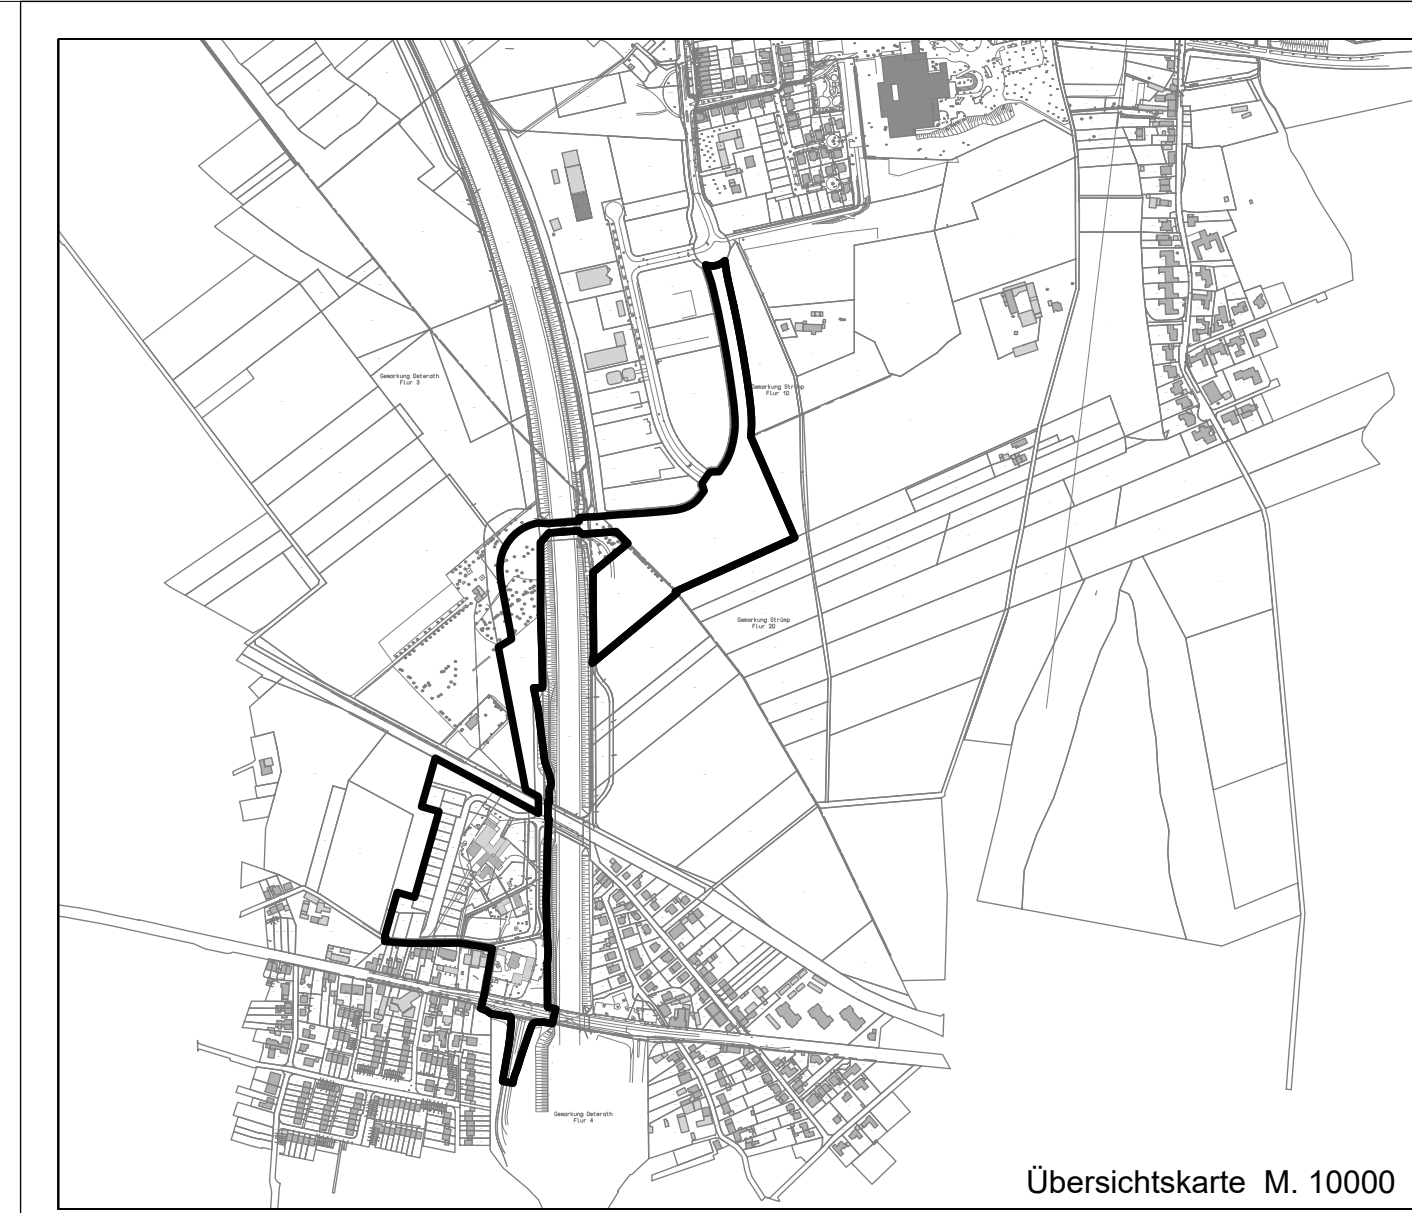 Gemarkung Osterath
Flur 3
Gemarkung Strümp
Flur 10
Gemarkung Strümp
Flur 20
Gemarkung Osterath
Flur 4
Übersichtskarte M. 10000